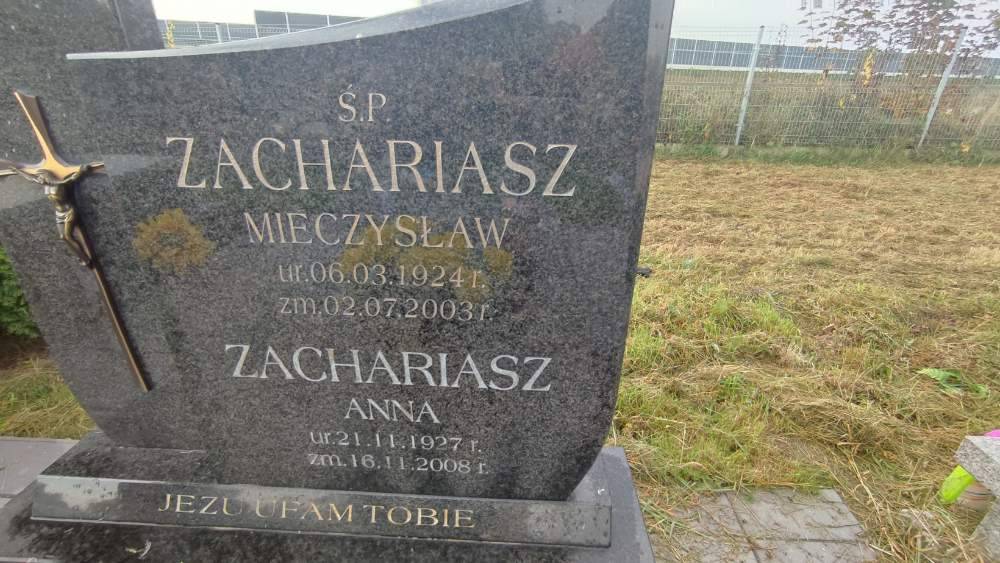 Ś.P.
ZACHARIASZ
MIECZYSŁAW
ur.06.03.1924 r.
zm.02.07.2003 r.
ZACHARIASZ
ANNA
ur.21.11.1927 r.
zm.16.11.2008 r.
JEZU UFAM TOBIE